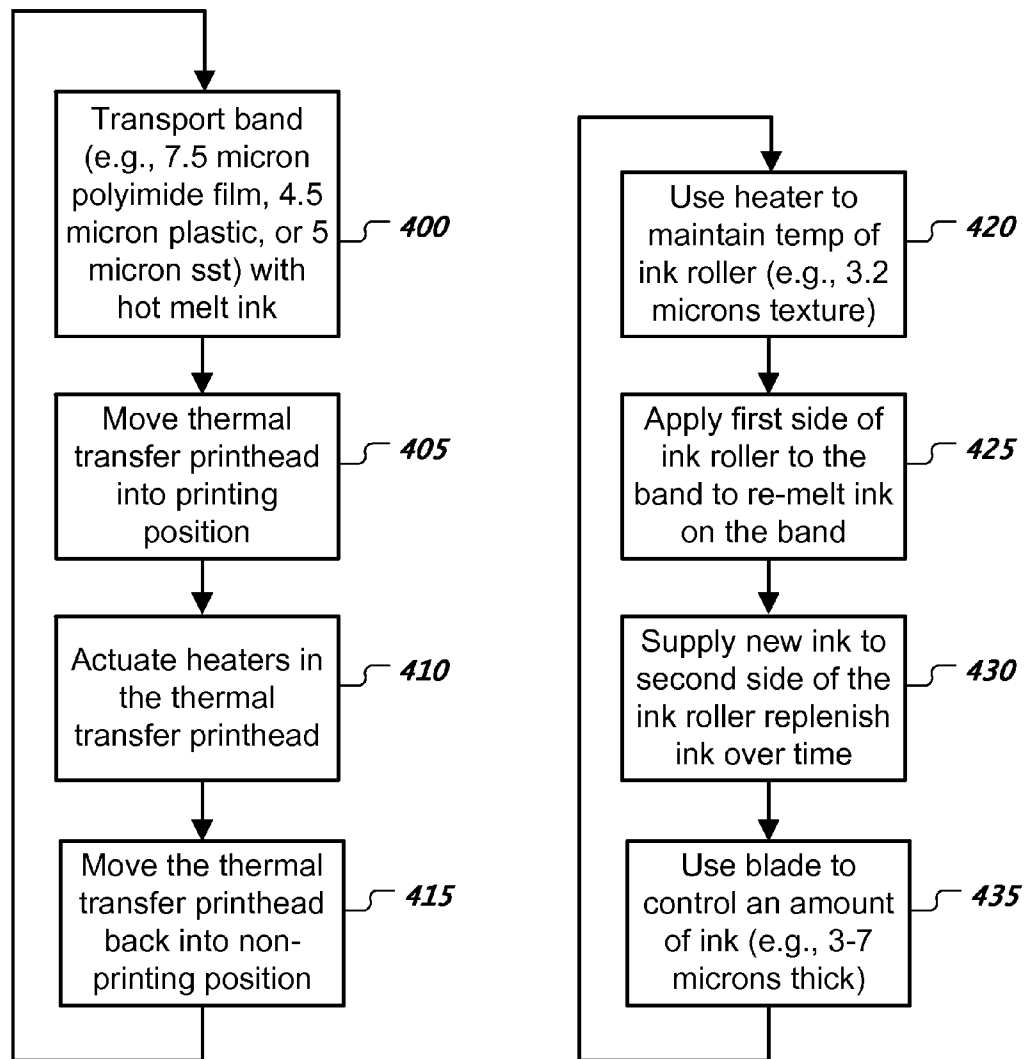 Transport band
(e.g., 7.5 micron
polyimide film, 4.5
micron plastic, or 5
micron sst) with
hot melt ink
400
Move thermal
transfer printhead
into printing
position
405
Actuate heaters in
the thermal
transfer printhead
410
Move the thermal
transfer printhead
back into non-
printing position
415
Use heater to
maintain temp of
ink roller (e.g., 3.2
microns texture)
420
Apply first side of
ink roller to the
band to re-melt ink
on the band
425
Supply new ink to
second side of the
ink roller replenish
ink over time
430
Use blade to
control an amount
of ink (e.g., 3-7
microns thick)
435